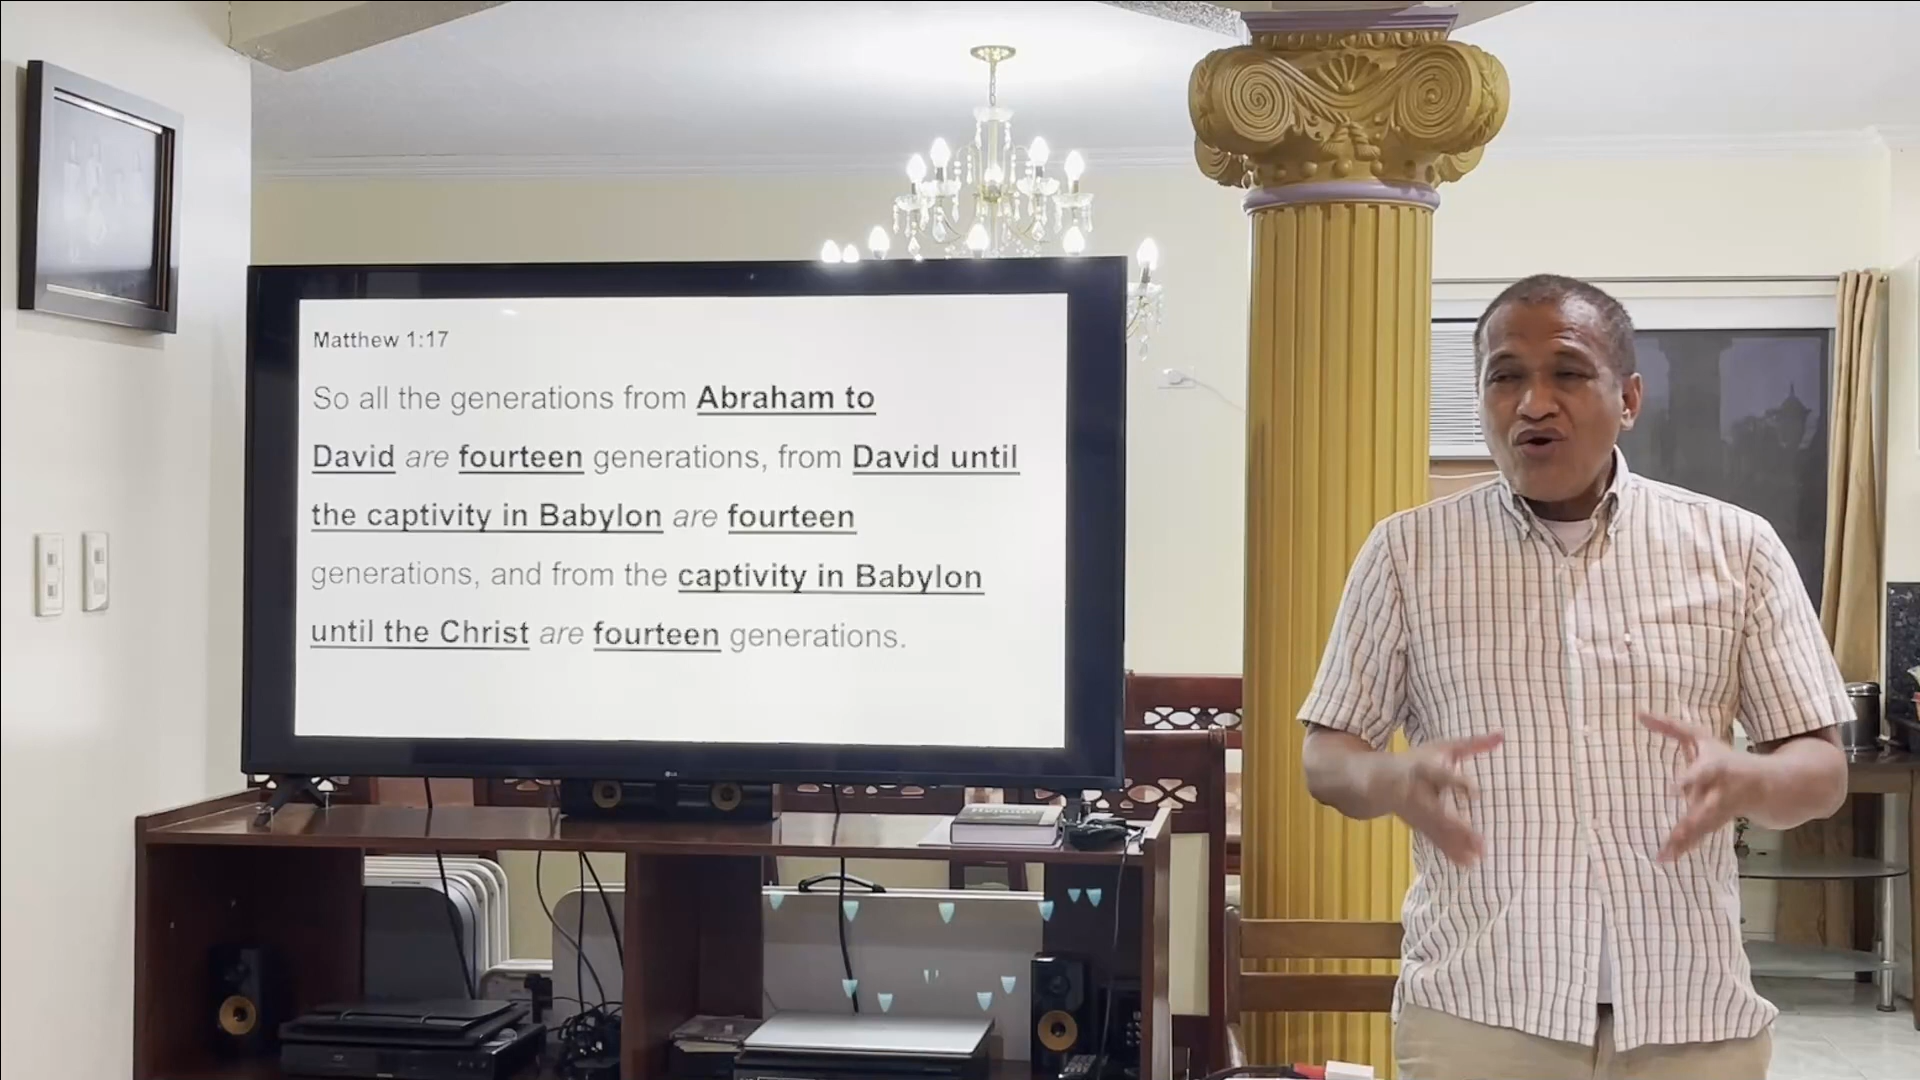 Matthew 1:17
So all the generations from Abraham to
David are fourteen generations, from David until
the captivity in Babylon are fourteen
generations, and from the captivity in Babylon
until the Christ are fourteen generations.
LG